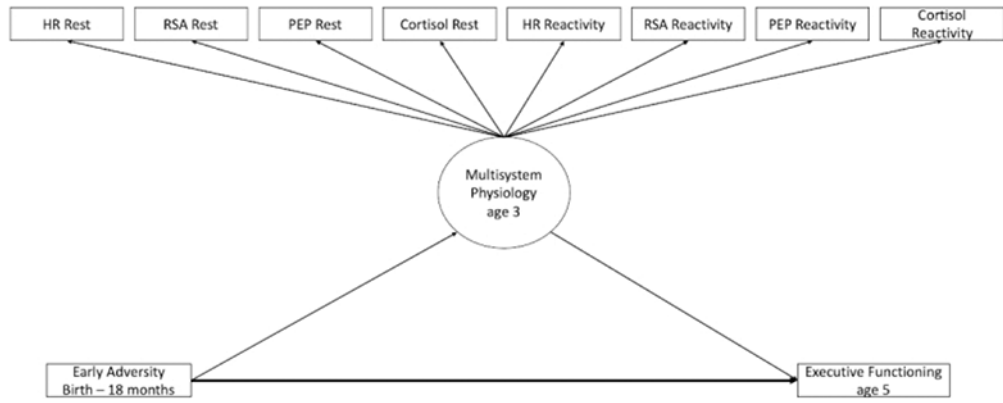 HR Rest
RSA Rest
PEP Rest
Cortisol Rest
HR Reactivity
RSA Reactivity
PEP Reactivity
Cortisol
Reactivity
Multisystem
Physiology
age 3
Early Adversity
Birth – 18 months
Executive Functioning
age 5